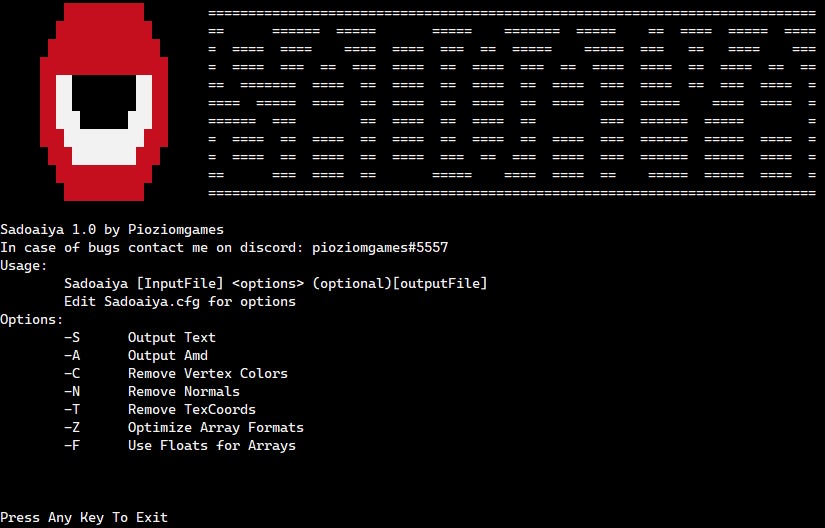 SADOAIYA
Sadoaiya 1.0 by Pioziomgames
In case of bugs contact me on discord: pioziomgames#5557
Usage:
Sadoaiya [InputFile] <options> (optional)[outputFile]
Edit Sadoaiya.cfg for options
Options:
-S Output Text
-A Output Amd
-C Remove Vertex Colors
-N Remove Normals
-T Remove TexCoords
-Z Optimize Array Formats
-F Use Floats for Arrays
Press Any Key To Exit